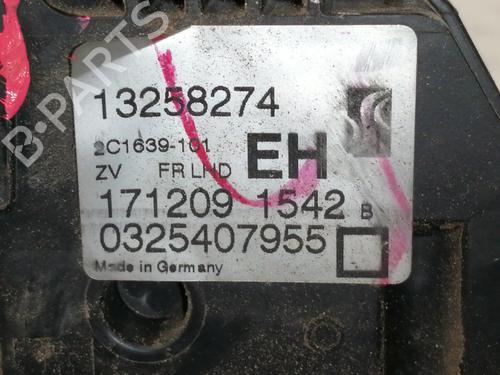 B-PARTS
13258274
2C1639-101
ZV FR LHD EH
171209 1542 B
0325407955
Made in Germany